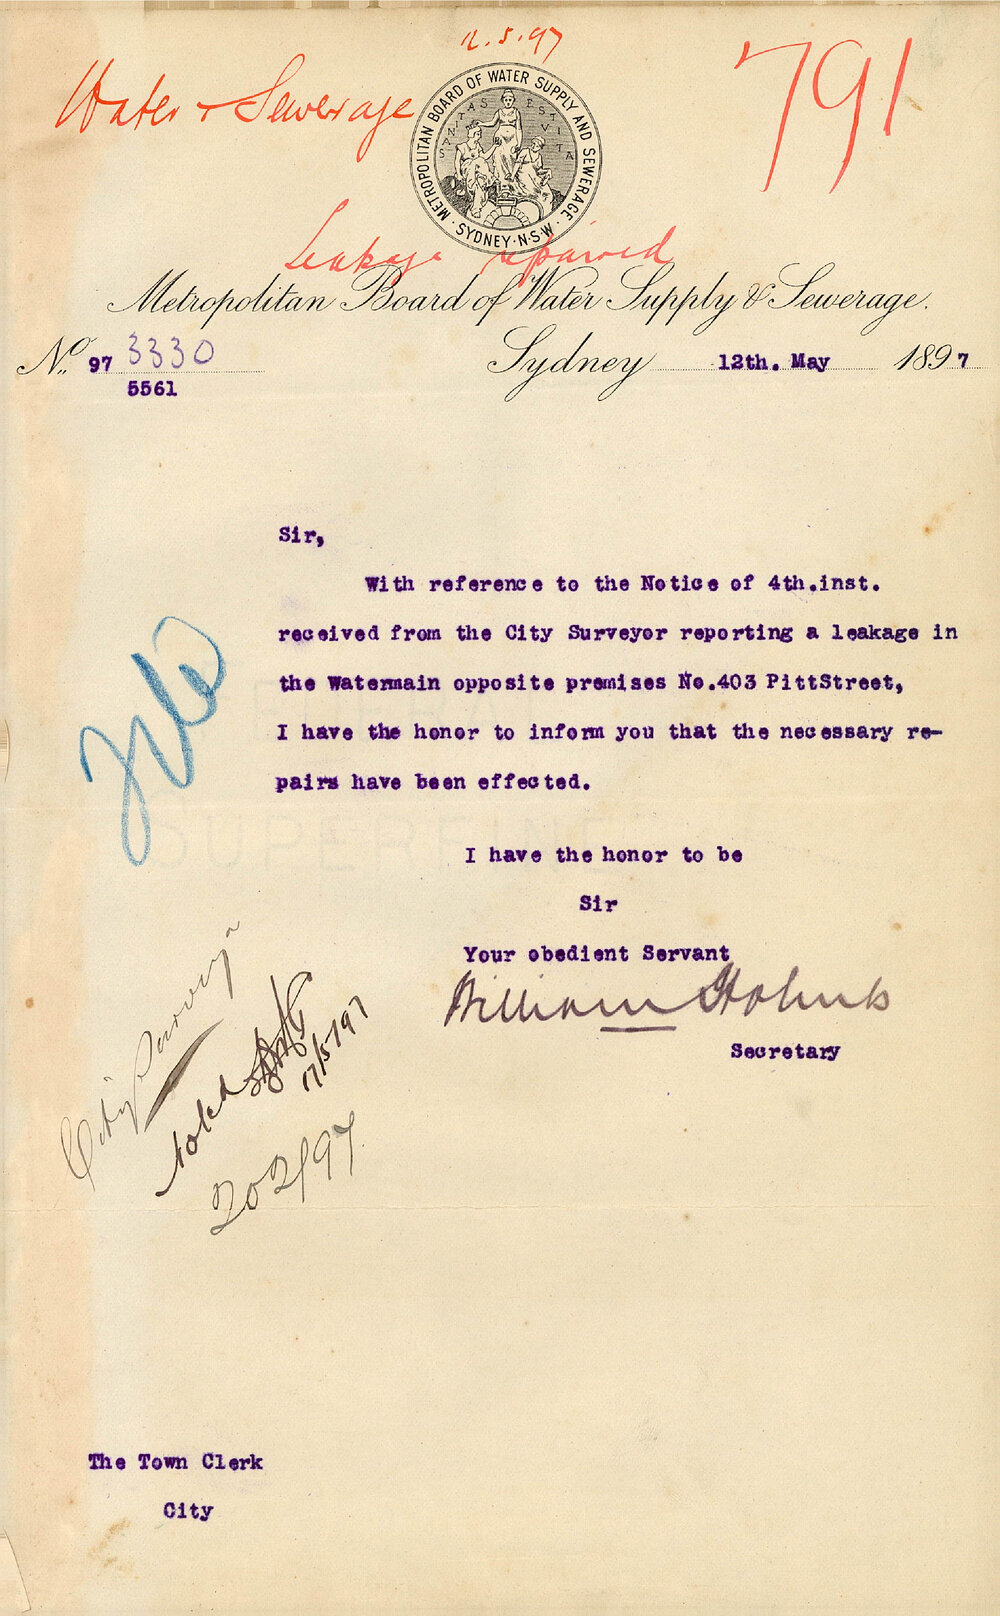 12.5.97
Water & Sewerage
791
METROPOLITAN BOARD OF WATER SUPPLY AND SEWERAGE
SANITAS EST VITA
· SYDNEY · N·S·W ·
Leakage repaired
Metropolitan Board of Water Supply & Sewerage.
No. 97 3330 Sydney 12th. May 1897
5561
Sir,
With reference to the Notice of 4th.inst.
received from the City Surveyor reporting a leakage in
the Watermain opposite premises No.403 PittStreet,
I have the honor to inform you that the necessary re-
pairs have been effected.
I have the honor to be
Sir
Your obedient Servant
William Holmes
Secretary
City Surveyor
Noted
17/5/97
202/97
The Town Clerk
City